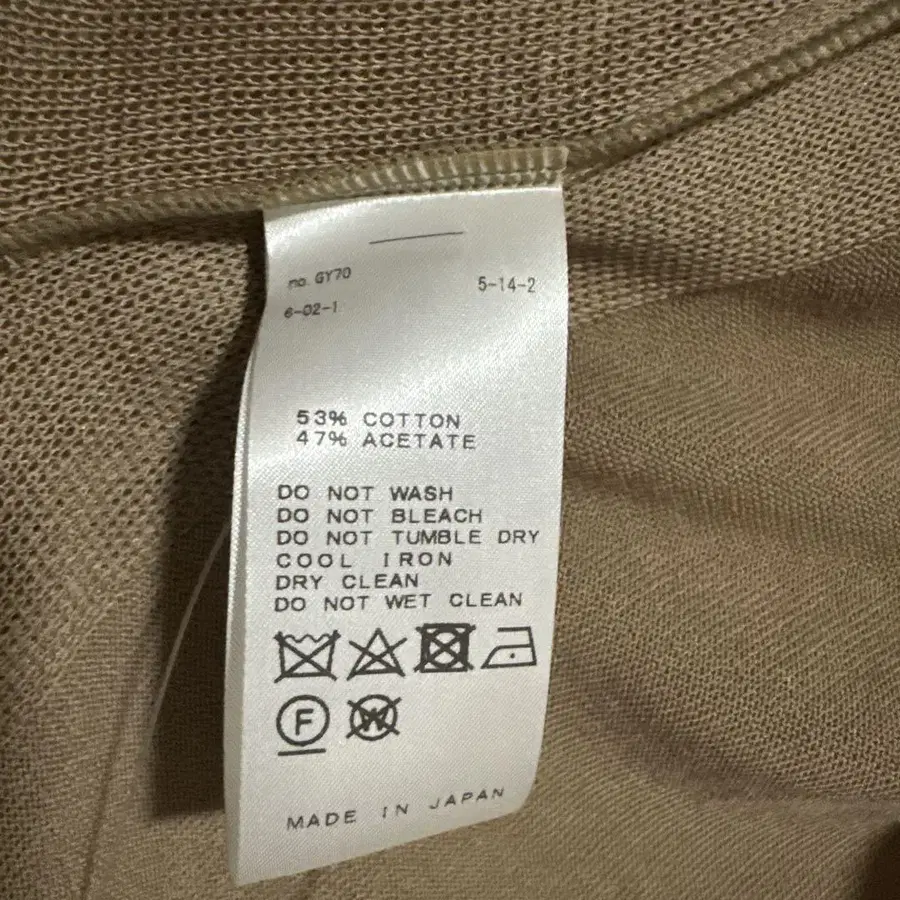 no. GY70
5-14-2
6-02-1
53% COTTON
47% ACETATE
DO NOT WASH
DO NOT BLEACH
DO NOT TUMBLE DRY
COOL IRON
DRY CLEAN
DO NOT WET CLEAN
F
W
MADE IN JAPAN